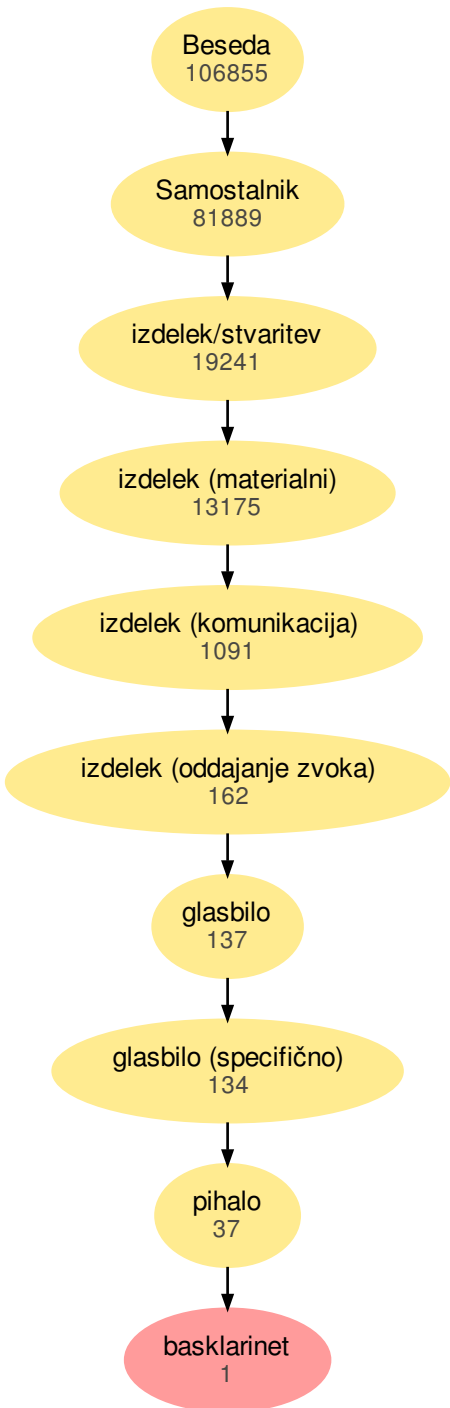 Beseda
106855
Samostalnik
81889
izdelek/stvaritev
19241
izdelek (materialni)
13175
izdelek (komunikacija)
1091
izdelek (oddajanje zvoka)
162
glasbilo
137
glasbilo (specifično)
134
pihalo
37
basklarinet
1